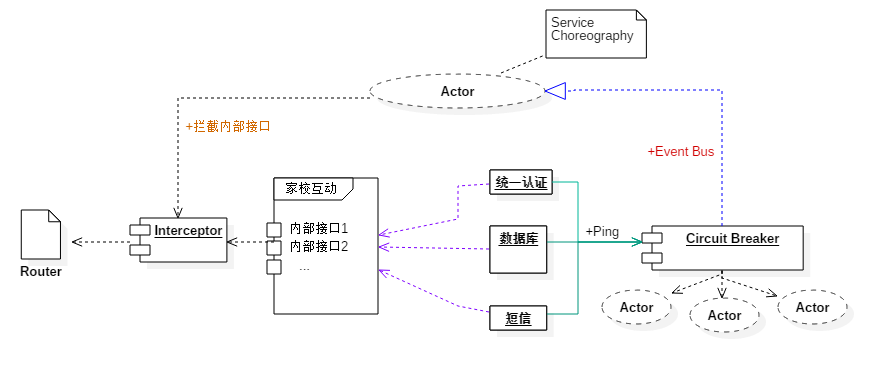 Service
Choreography
Actor
+拦截内部接口
+Event Bus
家校互动
统一认证
Interceptor
内部接口1
内部接口2
...
数据库
+Ping
Circuit Breaker
Router
短信
Actor
Actor
Actor